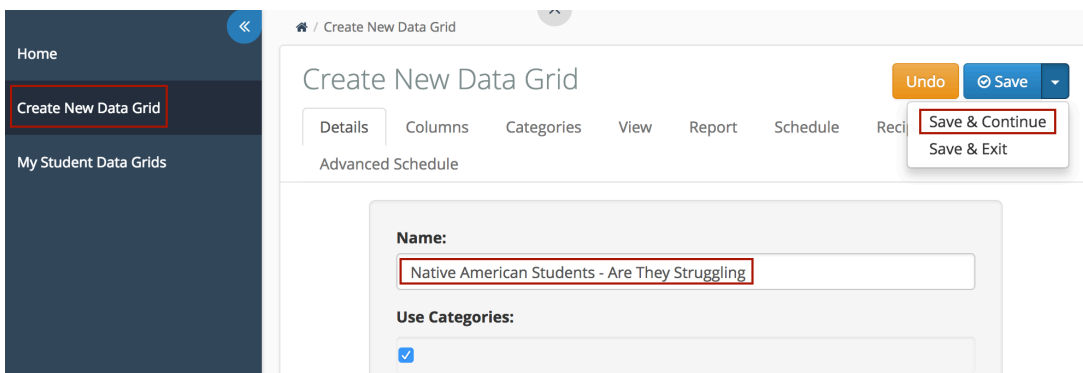 Home
Create New Data Grid
My Student Data Grids
/ Create New Data Grid
Create New Data Grid
Undo
Save
Save & Continue
Save & Exit
Details Columns Categories View Report Schedule Reci
Advanced Schedule
Name:
Native American Students - Are They Struggling
Use Categories: